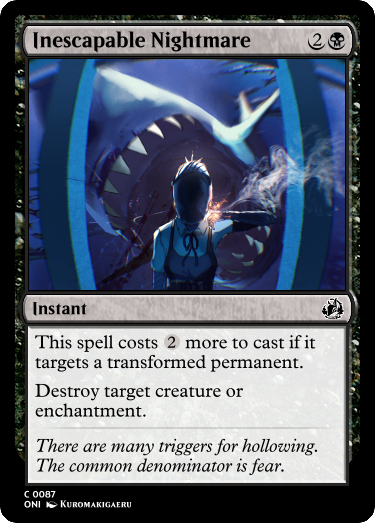 Inescapable Nightmare 2
Instant
This spell costs 2 more to cast if it
targets a transformed permanent.
Destroy target creature or
enchantment.
There are many triggers for hollowing.
The common denominator is fear.
C 0087
ONI KUROMAKIGAERU